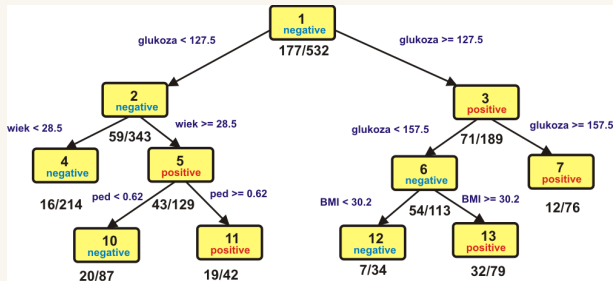 1
negative
glukoza < 127.5
glukoza >= 127.5
177/532
2
negative
3
positive
wiek < 28.5
59/343
wiek >= 28.5
glukoza < 157.5
71/189
glukoza >= 157.5
4
negative
5
positive
6
negative
7
positive
16/214
ped < 0.62
43/129
ped >= 0.62
BMI < 30.2
54/113
BMI >= 30.2
12/76
10
negative
11
positive
12
negative
13
positive
20/87
19/42
7/34
32/79